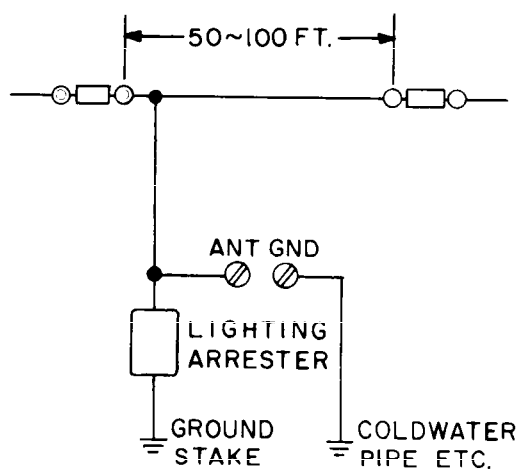 50~100 FT.
ANT GND
LIGHTING
ARRESTER
GROUND
STAKE
COLDWATER
PIPE ETC.